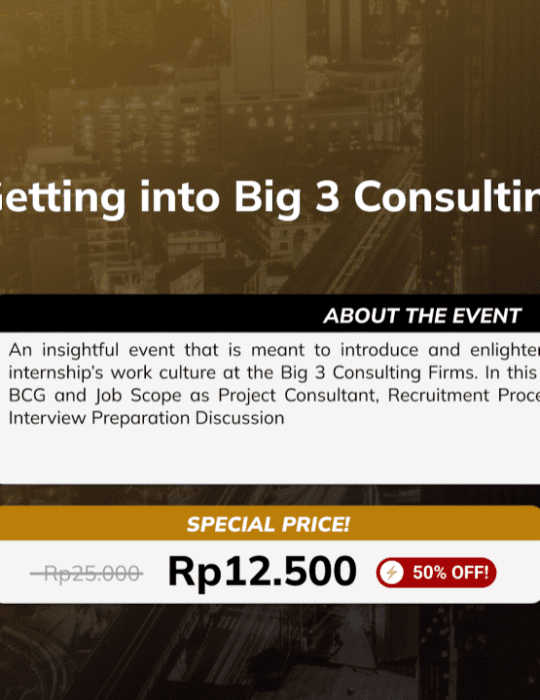 Getting into Big 3 Consultin
ABOUT THE EVENT
An insightful event that is meant to introduce and enlighten
internship's work culture at the Big 3 Consulting Firms. In this
BCG and Job Scope as Project Consultant, Recruitment Proce
Interview Preparation Discussion
SPECIAL PRICE!
Rp25.000 Rp12.500 50% OFF!